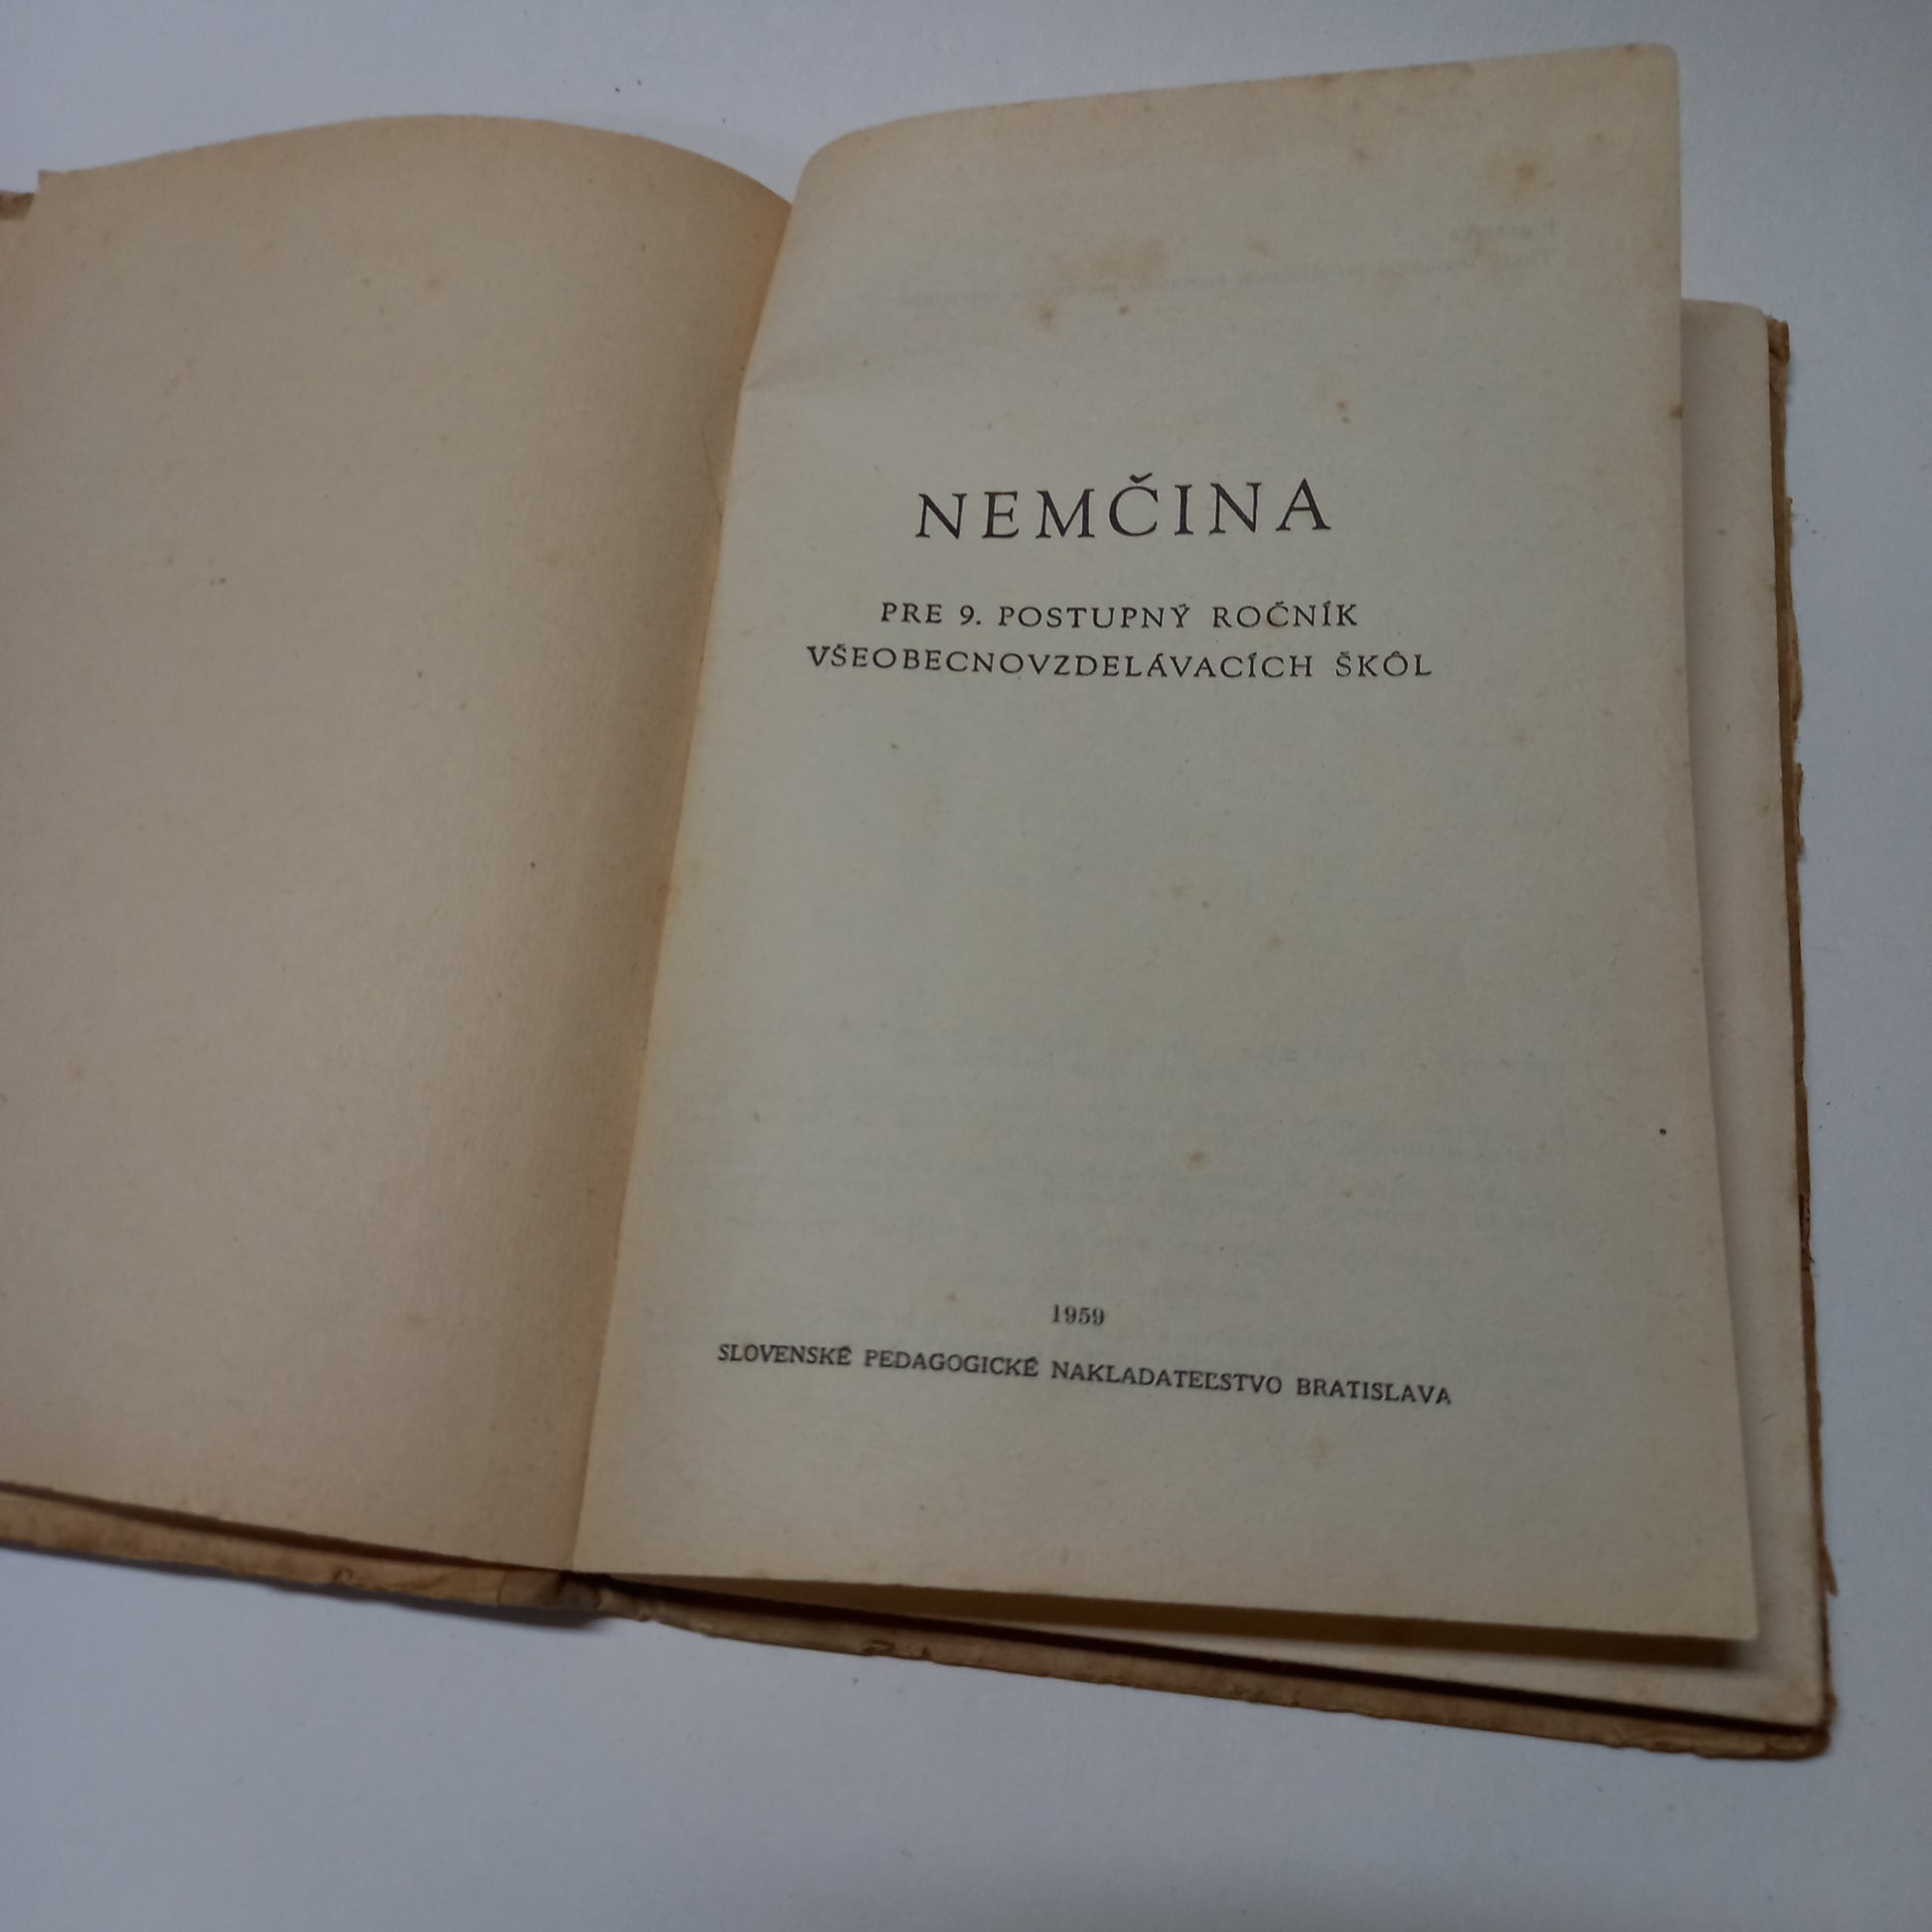 NEMČINA
PRE 9. POSTUPNÝ ROČNÍK
VŠEOBECNOVZDELÁVACÍCH ŠKÔL
1959
SLOVENSKÉ PEDAGOGICKÉ NAKLADATEĽSTVO BRATISLAVA